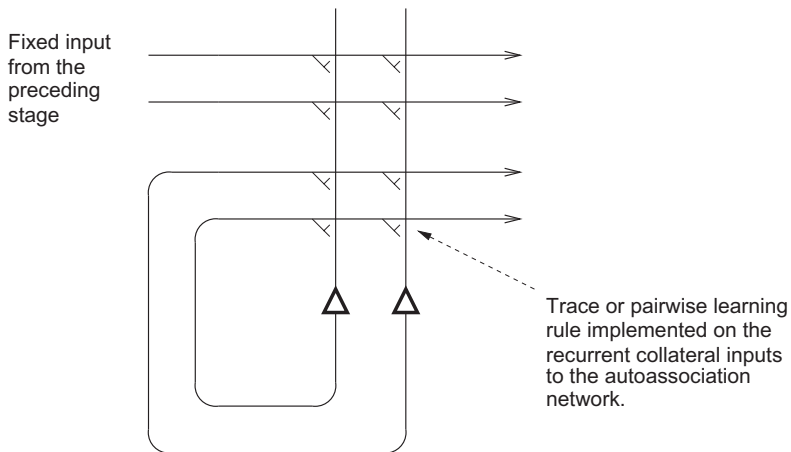 Fixed input
from the
preceding
stage
Trace or pairwise learning
rule implemented on the
recurrent collateral inputs
to the autoassociation
network.